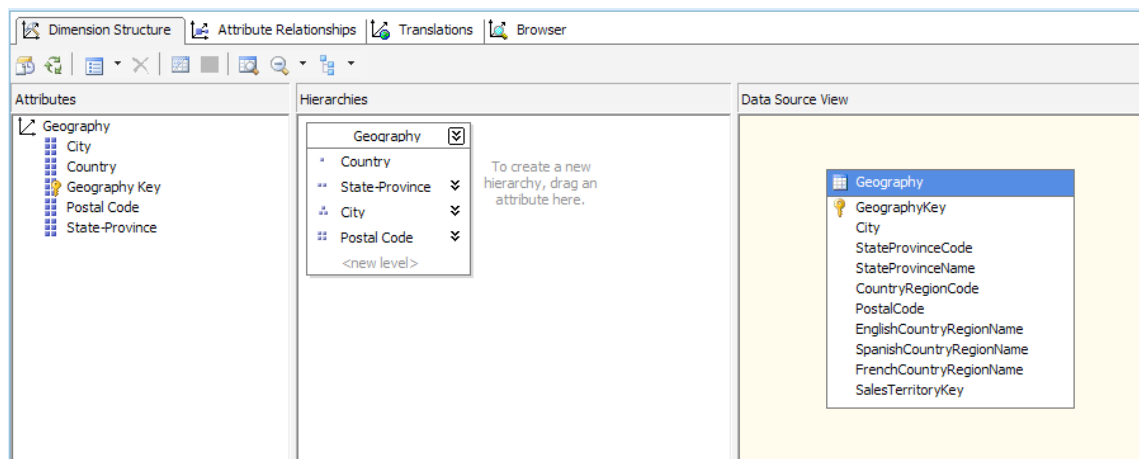 Dimension Structure Attribute Relationships Translations Browser
Attributes
Geography
City
Country
Geography Key
Postal Code
State-Province
Hierarchies
Geography
Country
State-Province
City
Postal Code
<new level>
To create a new
hierarchy, drag an
attribute here.
Data Source View
Geography
GeographyKey
City
StateProvinceCode
StateProvinceName
CountryRegionCode
PostalCode
EnglishCountryRegionName
SpanishCountryRegionName
FrenchCountryRegionName
SalesTerritoryKey